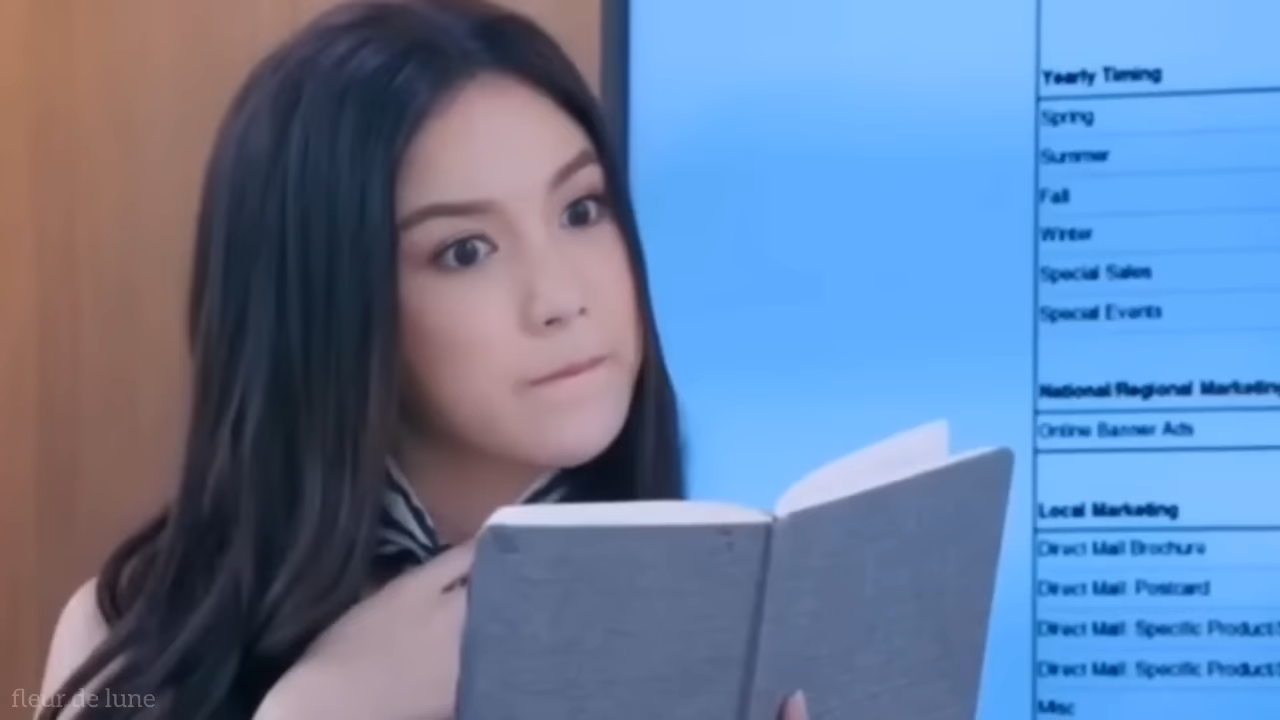 Yearly Timing
Spring
Summer
Fall
Winter
Special Sales
Special Events
National/Regional Marketing
Online Banner Ads
Local Marketing
Direct Mail Brochure
Direct Mail: Postcard
Direct Mail: Specific Product/
Direct Mail: Specific Product/
Misc
fleur de lune